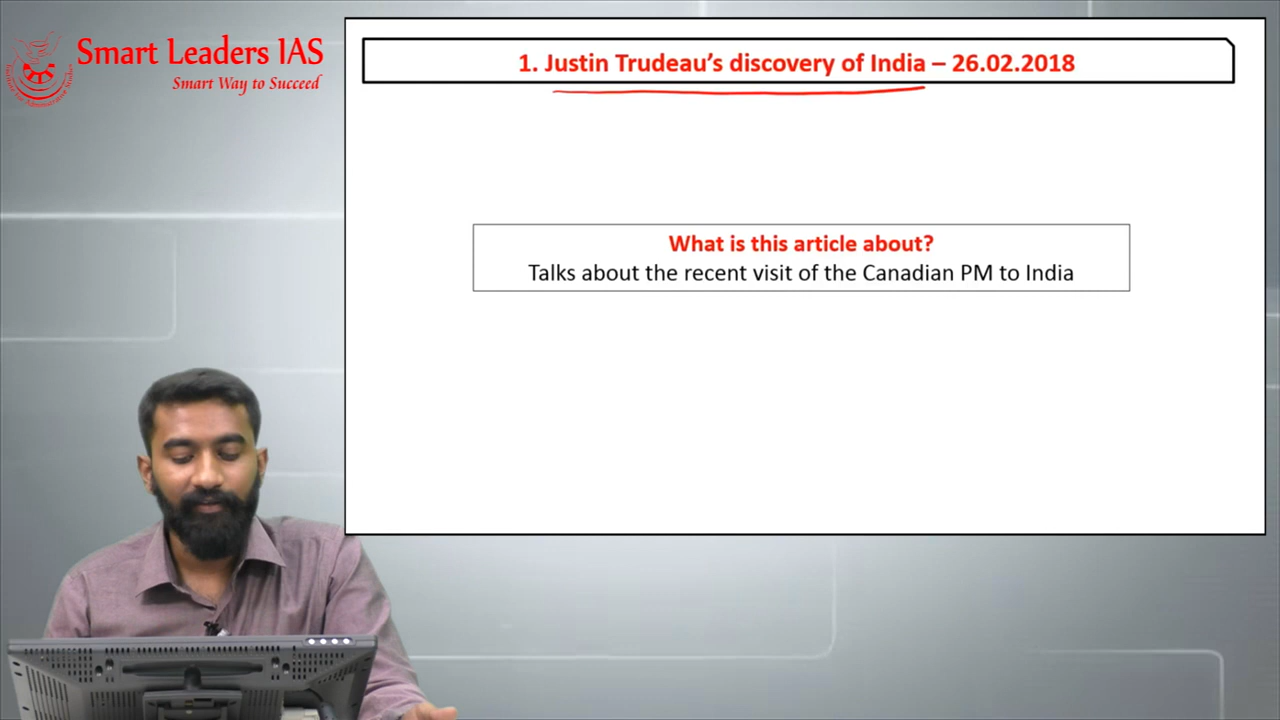 Smart Leaders IAS
Smart Way to Succeed
1. Justin Trudeau’s discovery of India – 26.02.2018
What is this article about?
Talks about the recent visit of the Canadian PM to India